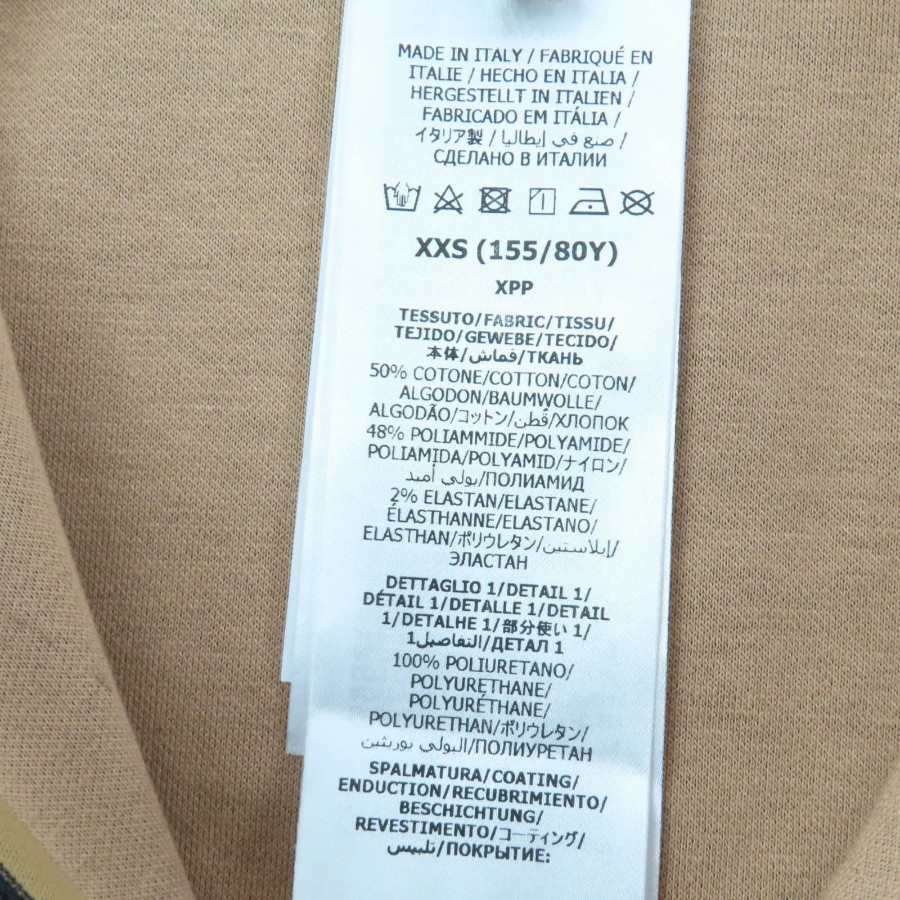 MADE IN ITALY / FABRIQUÉ EN
ITALIE / HECHO EN ITALIA /
HERGESTELLT IN ITALIEN /
FABRICADO EM ITÁLIA /
イタリア製 / صنع في إيطاليا /
СДЕЛАНО В ИТАЛИИ
XXS (155/80Y)
XPP
TESSUTO/FABRIC/TISSU/
TEJIDO/GEWEBE/TECIDO/
本体/قماش/ТКАНЬ
50% COTONE/COTTON/COTON/
ALGODON/BAUMWOLLE/
ALGODÃO/コットン/قطن/ХЛОПОК
48% POLIAMMIDE/POLYAMIDE/
POLIAMIDA/POLYAMID/ナイロン/
بولي أميد/ПОЛИАМИД
2% ELASTAN/ELASTANE/
ÉLASTHANNE/ELASTANO/
ELASTHAN/ポリウレタン/إيلاستين/
ЭЛАСТАН
DETTAGLIO 1/DETAIL 1/
DÉTAIL 1/DETALLE 1/DETAIL
1/DETALHE 1/部分使い 1/
التفاصيل1/ДЕТАЛ 1
100% POLIURETANO/
POLYURETHANE/
POLYURÉTHANE/
POLYURETHAN/ポリウレタン/
البولي يوريثين/ПОЛИУРЕТАН
SPALMATURA/COATING/
ENDUCTION/RECUBRIMIENTO/
BESCHICHTUNG/
REVESTIMENTO/コーティング/
تلبيس/ПОКРЫТИЕ: